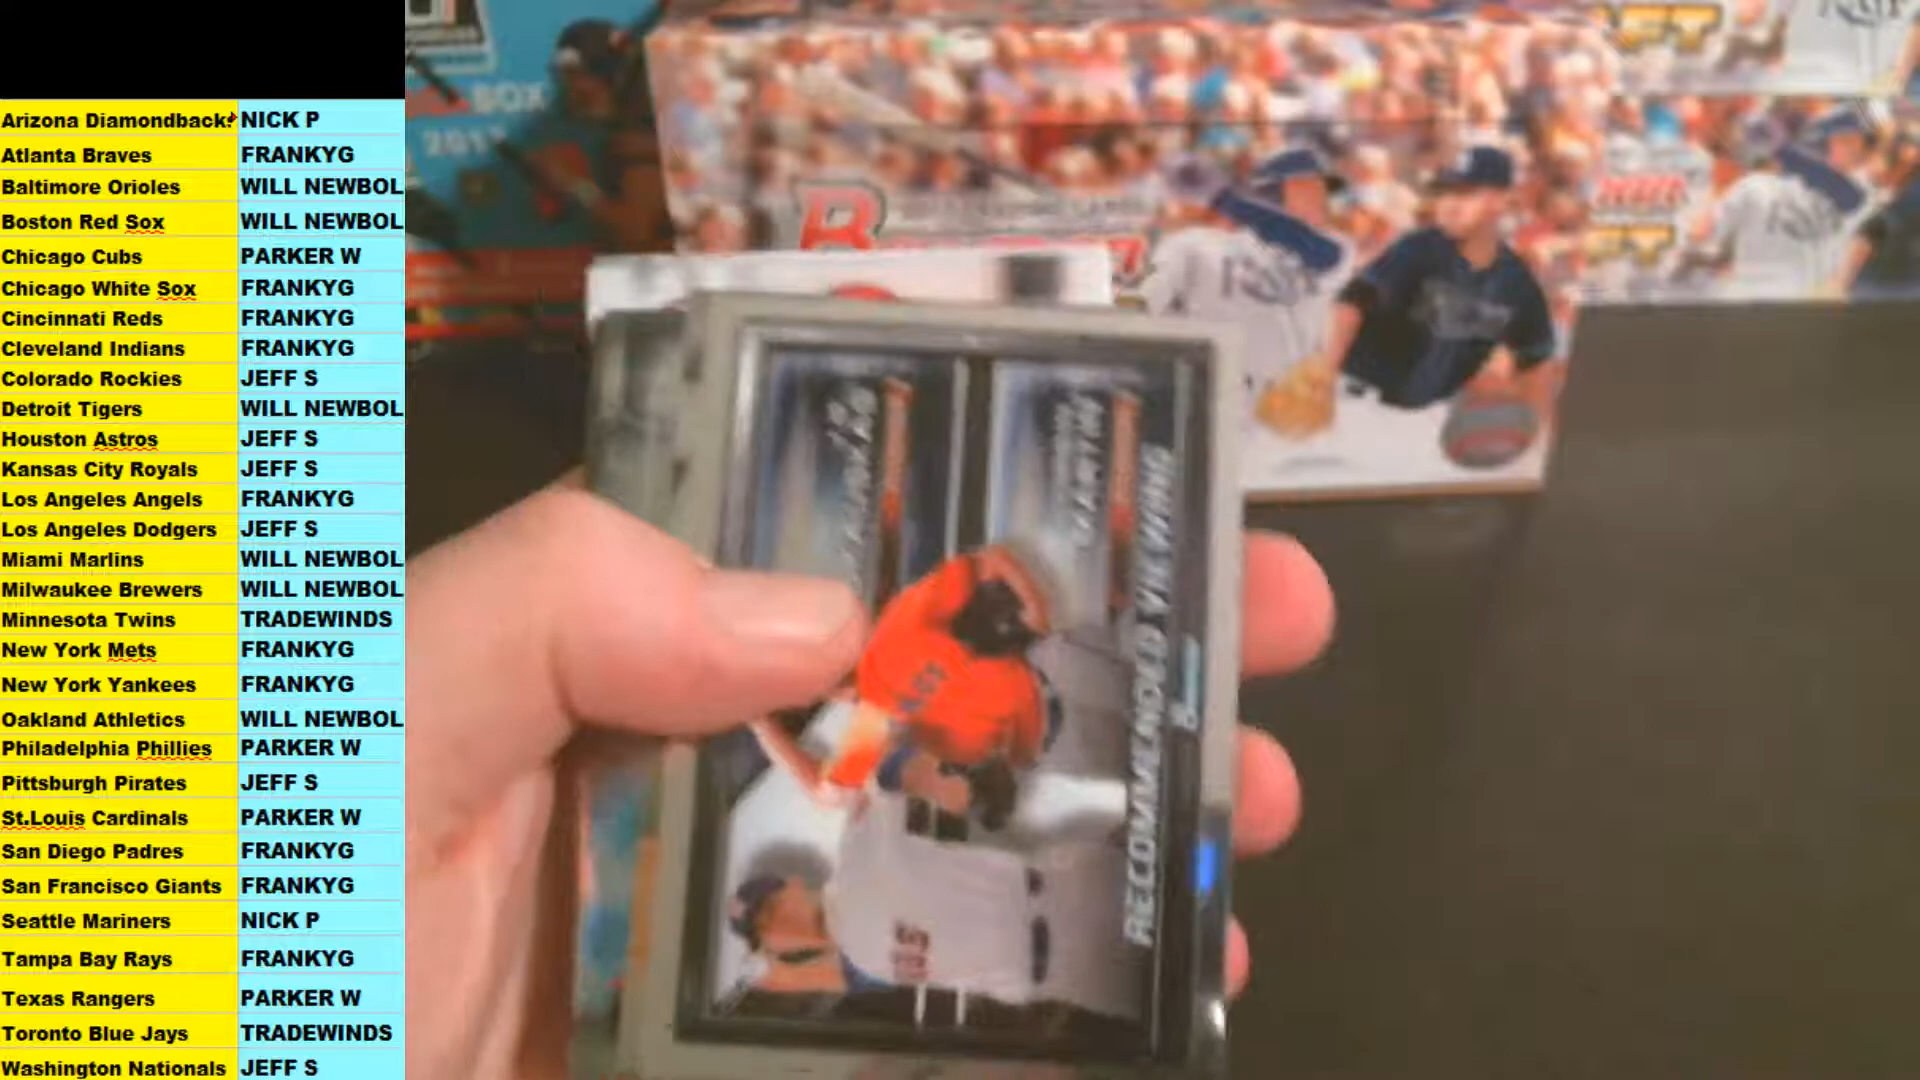 Arizona Diamondbacks NICK P
Atlanta Braves FRANKYG
Baltimore Orioles WILL NEWBOL
Boston Red Sox WILL NEWBOL
Chicago Cubs PARKER W
Chicago White Sox FRANKYG
Cincinnati Reds FRANKYG
Cleveland Indians FRANKYG
Colorado Rockies JEFF S
Detroit Tigers WILL NEWBOL
Houston Astros JEFF S
Kansas City Royals JEFF S
Los Angeles Angels FRANKYG
Los Angeles Dodgers JEFF S
Miami Marlins WILL NEWBOL
Milwaukee Brewers WILL NEWBOL
Minnesota Twins TRADEWINDS
New York Mets FRANKYG
New York Yankees FRANKYG
Oakland Athletics WILL NEWBOL
Philadelphia Phillies PARKER W
Pittsburgh Pirates JEFF S
St.Louis Cardinals PARKER W
San Diego Padres FRANKYG
San Francisco Giants FRANKYG
Seattle Mariners NICK P
Tampa Bay Rays FRANKYG
Texas Rangers PARKER W
Toronto Blue Jays TRADEWINDS
Washington Nationals JEFF S
BOX
RECOMMENDED VIEWING